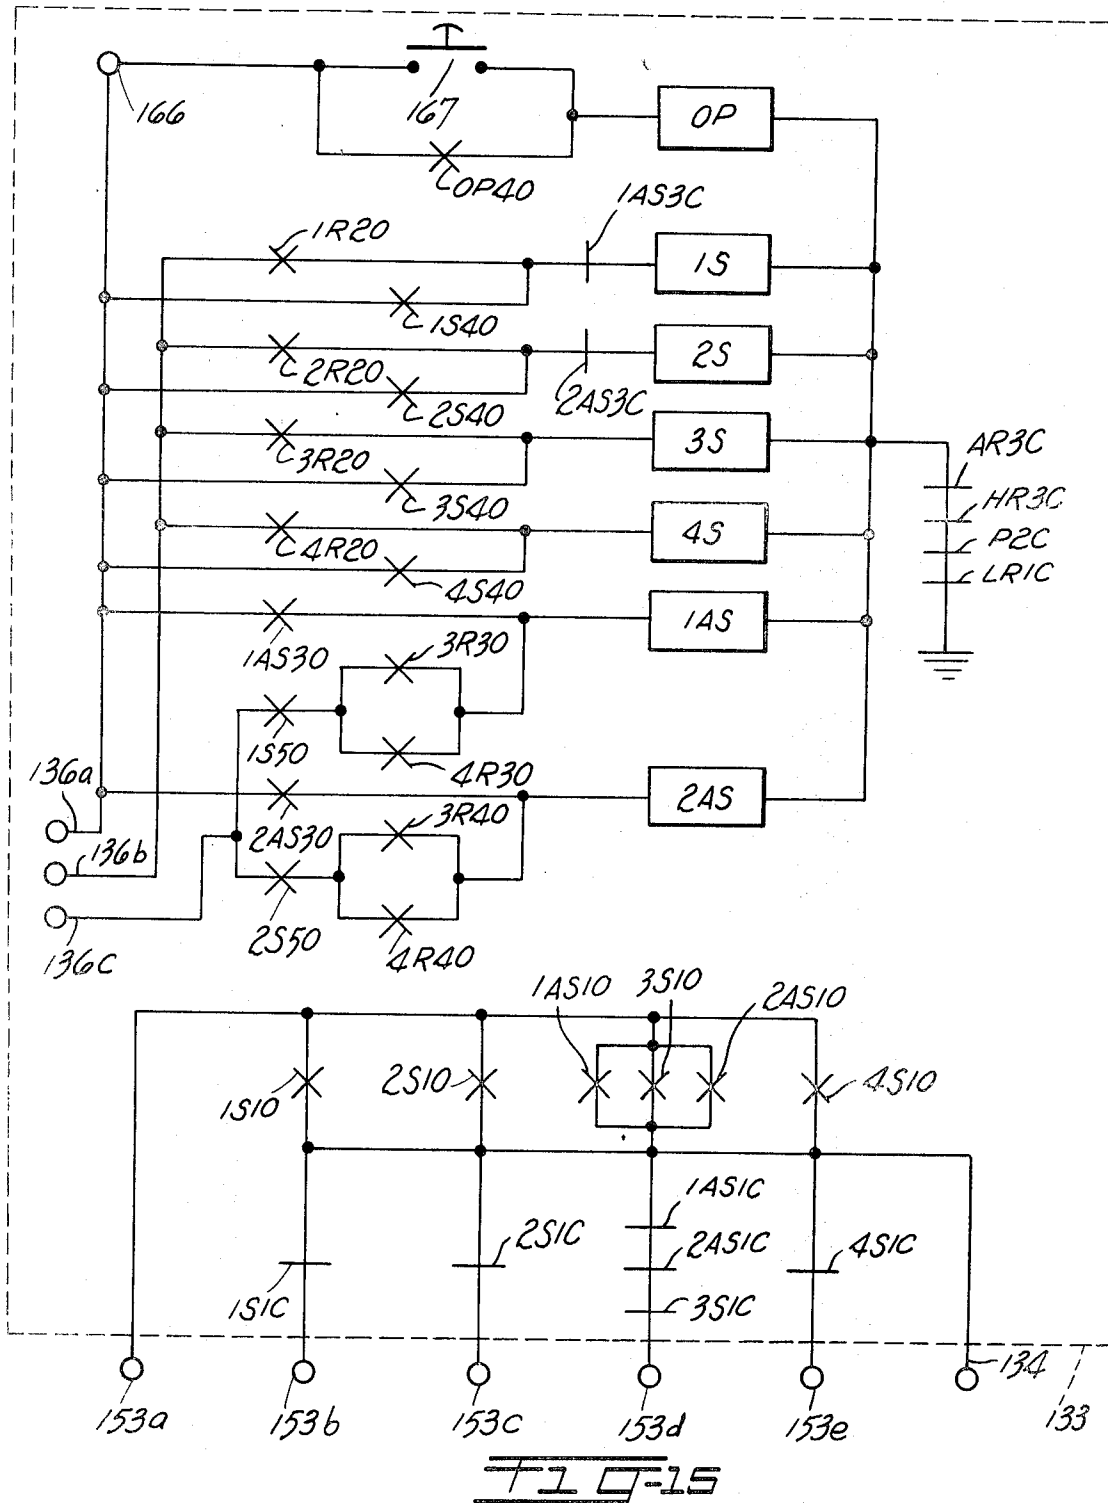 166
167
OP
OP40
1AS3C
1R20
1S
1S40
2R20
2S
2S40
2AS3C
3R20
3S
3S40
AR3C
HR3C
P2C
LR1C
4R20
4S
4S40
1AS30
1AS
3R30
1S50
4R30
136a
2AS
2AS30
3R40
136b
2S50
4R40
136c
1AS10
3S10
2AS10
1S10
2S10
4S10
1AS1C
2S1C
2AS1C
4S1C
1S1C
3S1C
134
153a
153b
153c
153d
153e
133
FIG-15